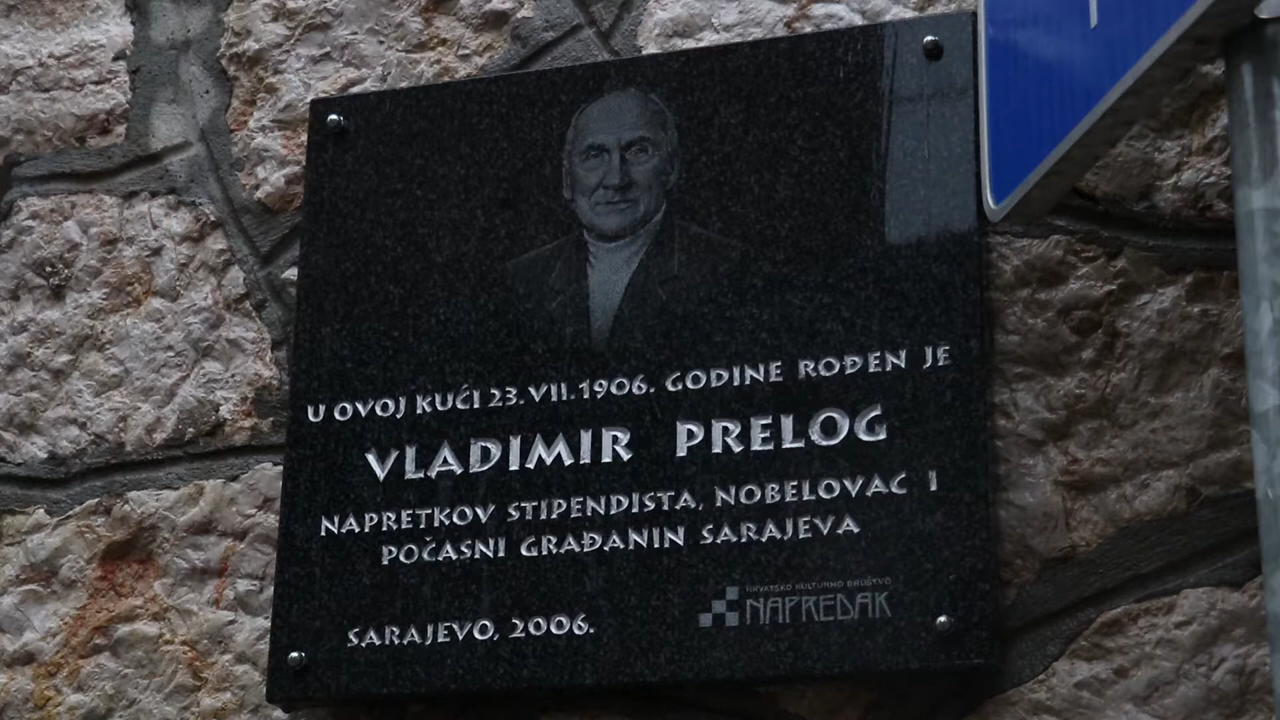 U OVOJ KUĆI 23.VII.1906. GODINE ROĐEN JE
VLADIMIR PRELOG
NAPRETKOV STIPENDISTA, NOBELOVAC I
POČASNI GRAĐANIN SARAJEVA
SARAJEVO, 2006.
HRVATSKO KULTURNO DRUŠTVO
NAPREDAK